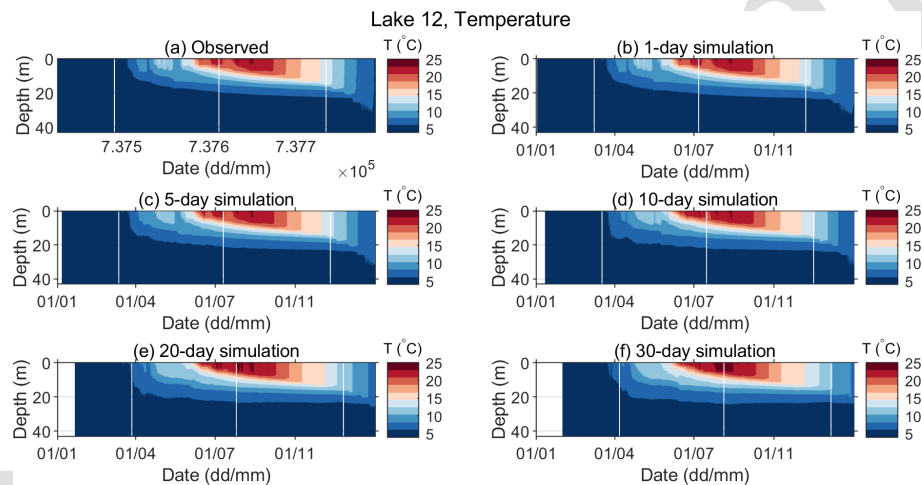 Lake 12, Temperature
(a) Observed
T (°C)
Depth (m)
0
20
40
7.375
7.376
7.377
×10⁵
Date (dd/mm)
25
20
15
10
5
(b) 1-day simulation
T (°C)
Depth (m)
0
20
40
01/01
01/04
01/07
01/11
Date (dd/mm)
25
20
15
10
5
(c) 5-day simulation
T (°C)
Depth (m)
0
20
40
01/01
01/04
01/07
01/11
Date (dd/mm)
25
20
15
10
5
(d) 10-day simulation
T (°C)
Depth (m)
0
20
40
01/01
01/04
01/07
01/11
Date (dd/mm)
25
20
15
10
5
(e) 20-day simulation
T (°C)
Depth (m)
0
20
40
01/01
01/04
01/07
01/11
Date (dd/mm)
25
20
15
10
5
(f) 30-day simulation
T (°C)
Depth (m)
0
20
40
01/01
01/04
01/07
01/11
Date (dd/mm)
25
20
15
10
5